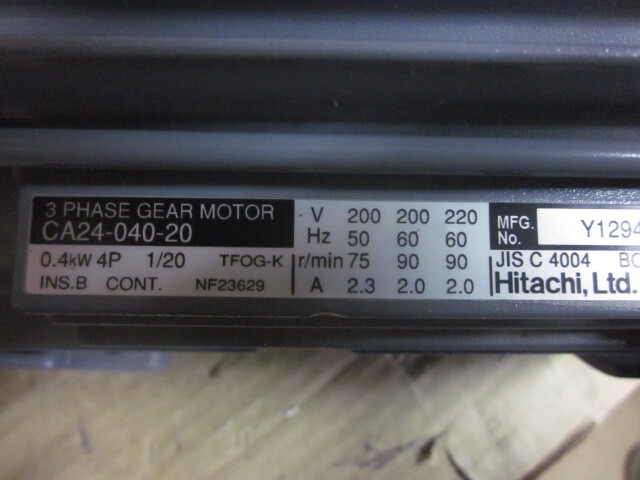 3 PHASE GEAR MOTOR
CA24-040-20
0.4kW 4P 1/20 TFOG-K
INS.B CONT. NF23629
V 200 200 220
Hz 50 60 60
r/min 75 90 90
A 2.3 2.0 2.0
MFG. No. Y1294
JIS C 4004
Hitachi, Ltd.